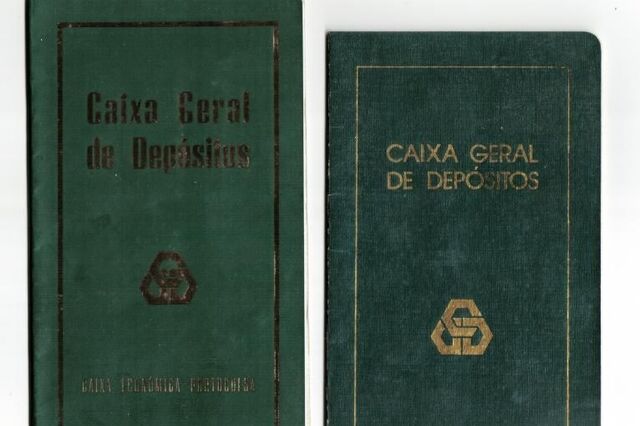 Caixa Geral
de Depósitos
CAIXA ECONÓMICA PORTUGUESA
CAIXA GERAL
DE DEPÓSITOS